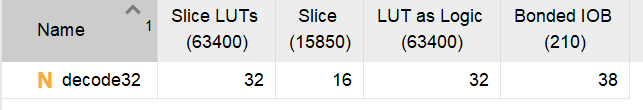 Name 1 Slice LUTs (63400) Slice (15850) LUT as Logic (63400) Bonded IOB (210)
N decode32 32 16 32 38